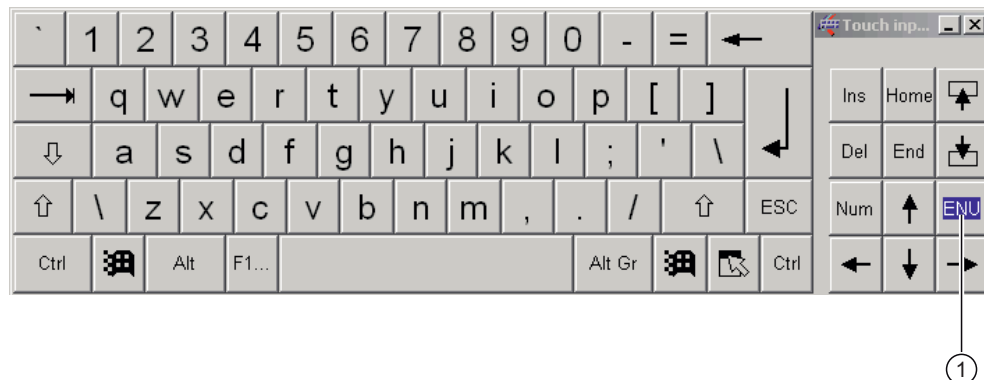 Touch inp...
` 1 2 3 4 5 6 7 8 9 0 - =
q w e r t y u i o p [ ] Ins Home
a s d f g h j k l ; ' \ Del End
\ z x c v b n m , . / ESC Num ENU
Ctrl Alt F1... Alt Gr Ctrl
1